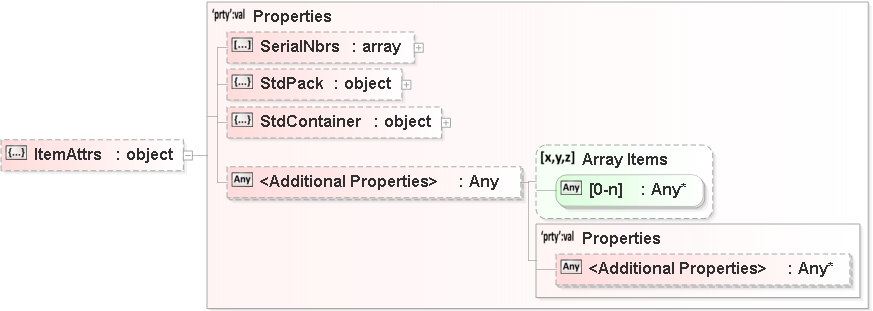 'prty':val Properties
[...] SerialNbrs : array
{...} StdPack : object
{...} StdContainer : object
{...} ItemAttrs : object
Any <Additional Properties> : Any
[x,y,z] Array Items
Any [0-n] : Any*
'prty':val Properties
Any <Additional Properties> : Any*